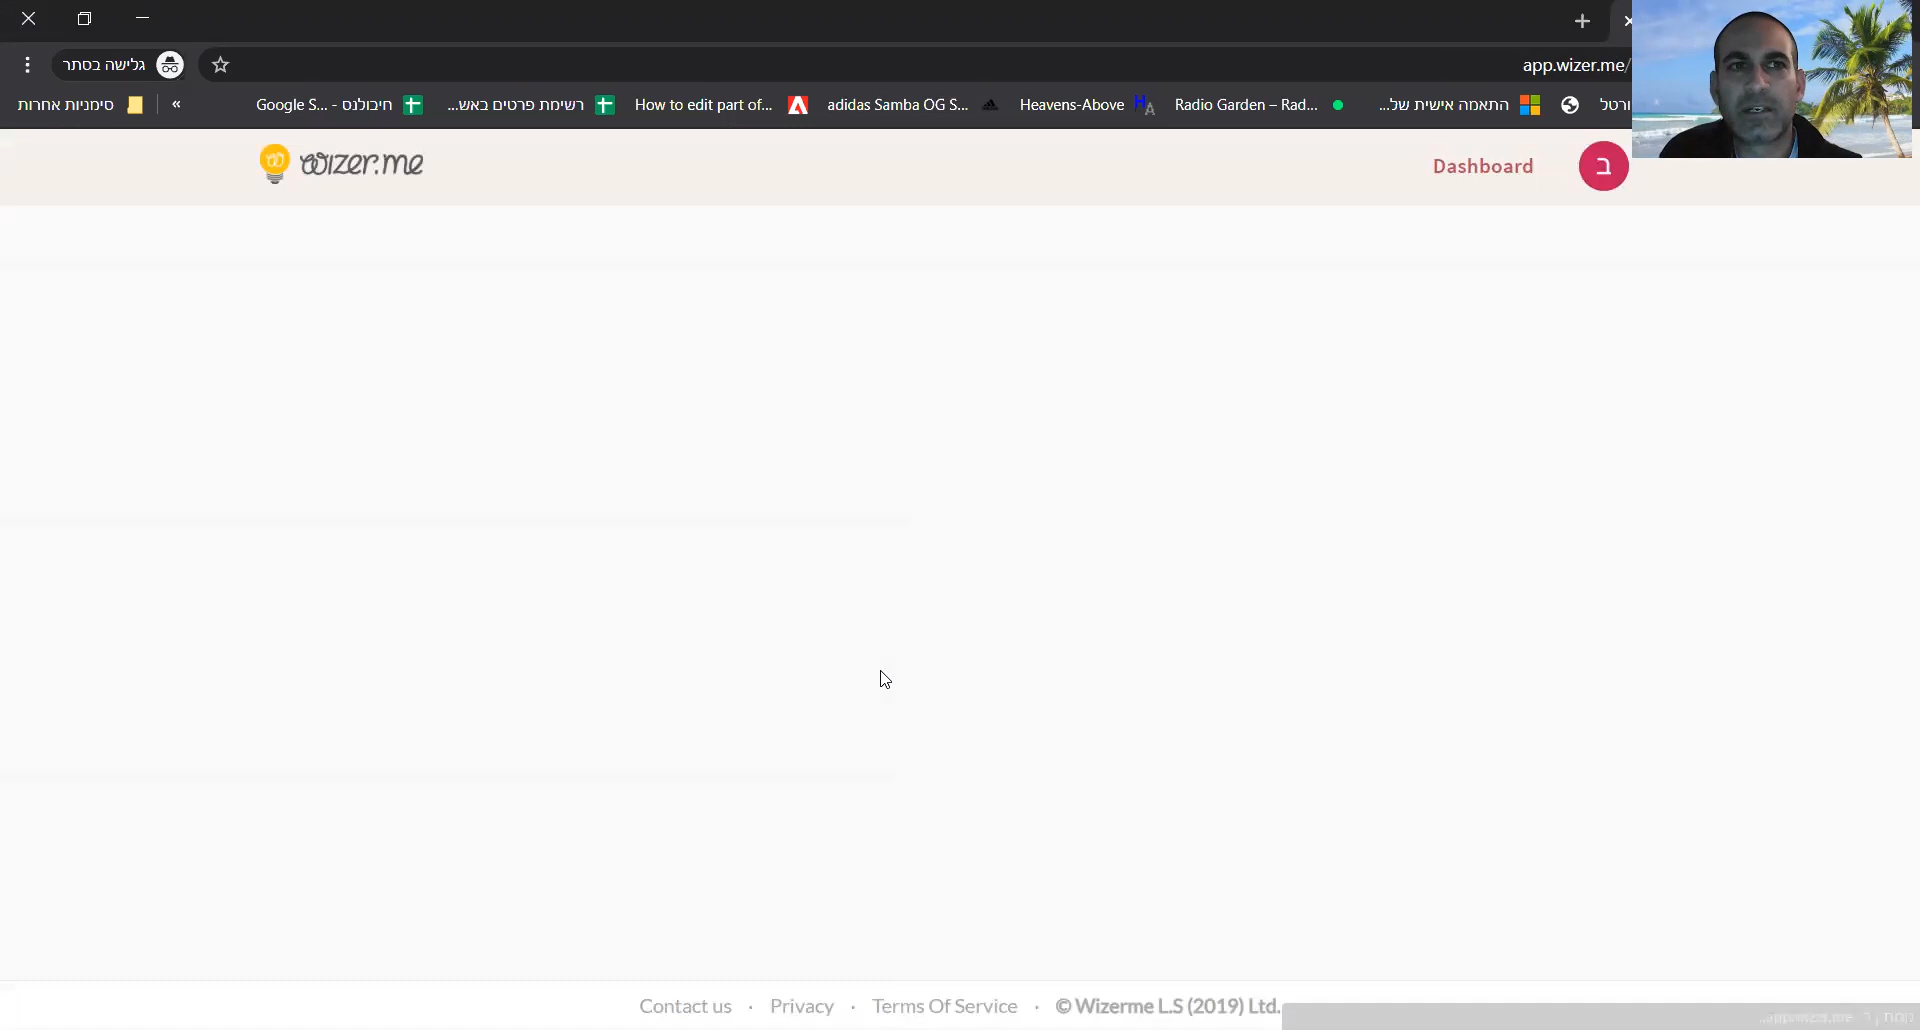 גלישה בסתר
app.wizer.me/
סימניות אחרות
»
חיבולנס - Google S...
רשימת פרטים באש...
How to edit part of...
adidas Samba OG S...
Heavens-Above
Radio Garden – Rad...
התאמה אישית של...
ורטל
wizer.me
Dashboard
ב
Contact us · Privacy · Terms Of Service · © Wizerme L.S (2019) Ltd.